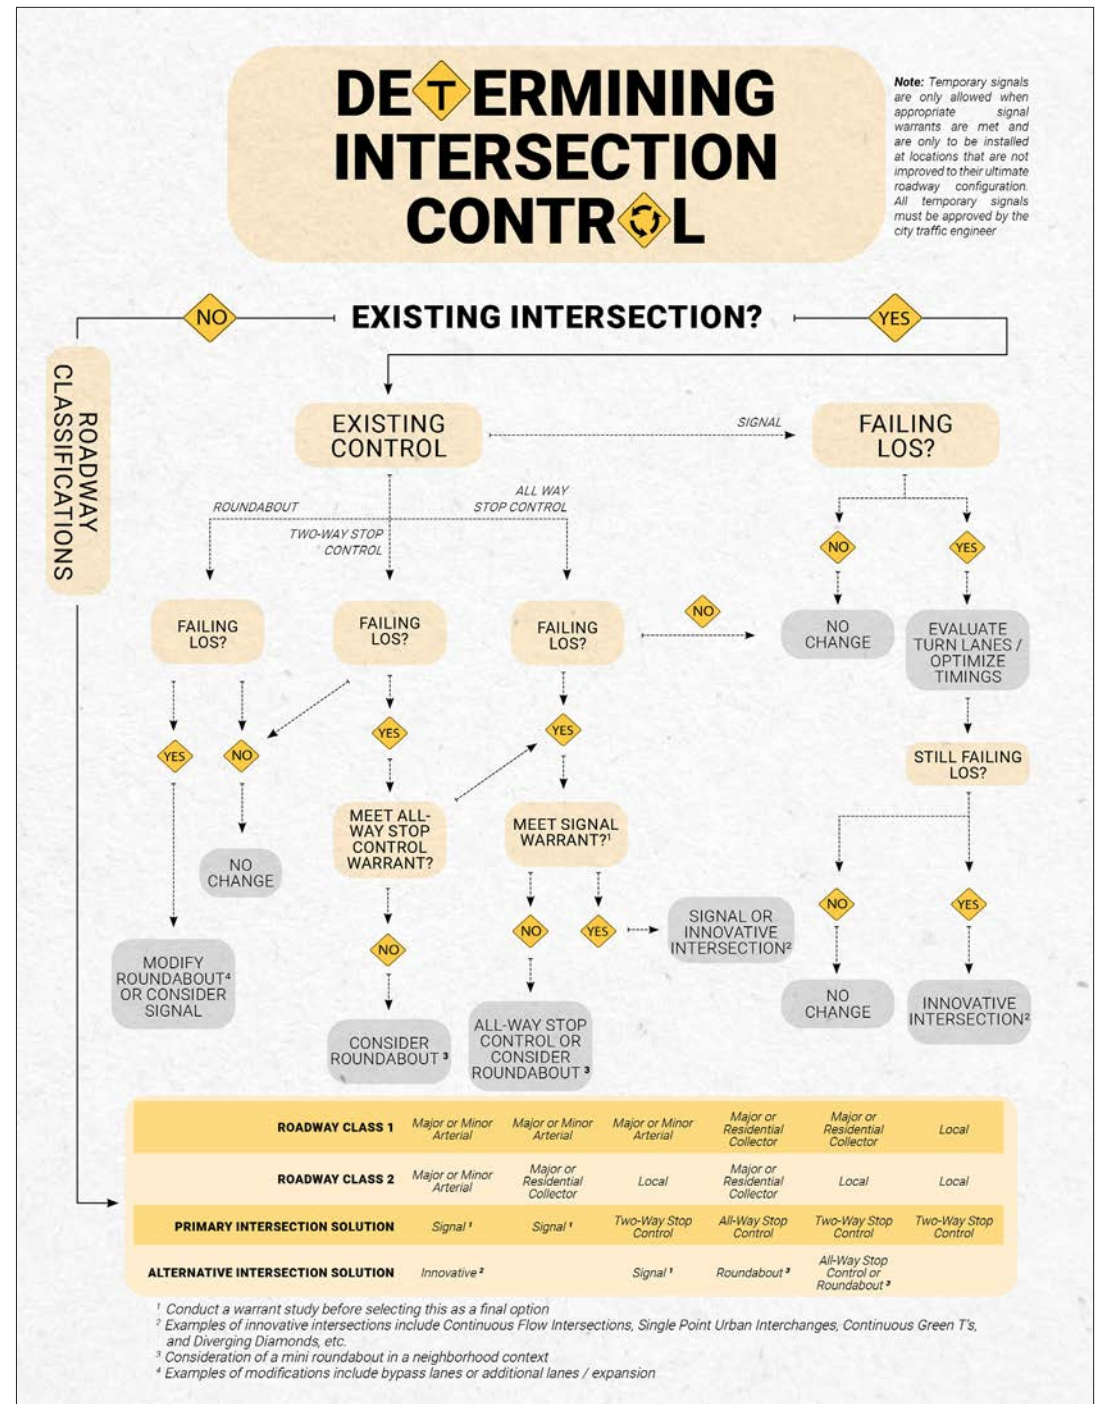 DETERMINING
INTERSECTION
CONTROL
Note: Temporary signals
are only allowed when
appropriate signal
warrants are met and
are only to be installed
at locations that are not
improved to their ultimate
roadway configuration.
All temporary signals
must be approved by the
city traffic engineer
NO
EXISTING INTERSECTION?
YES
ROADWAY
CLASSIFICATIONS
EXISTING
CONTROL
SIGNAL
FAILING
LOS?
ROUNDABOUT
TWO-WAY STOP
CONTROL
ALL WAY
STOP CONTROL
NO
YES
FAILING
LOS?
FAILING
LOS?
FAILING
LOS?
NO
NO
CHANGE
EVALUATE
TURN LANES /
OPTIMIZE
TIMINGS
YES
NO
YES
YES
STILL FAILING
LOS?
MEET ALL-
WAY STOP
CONTROL
WARRANT?
MEET SIGNAL
WARRANT?¹
NO
CHANGE
NO
NO
YES
SIGNAL OR
INNOVATIVE
INTERSECTION²
NO
YES
MODIFY
ROUNDABOUT⁴
OR CONSIDER
SIGNAL
CONSIDER
ROUNDABOUT ³
ALL-WAY STOP
CONTROL OR
CONSIDER
ROUNDABOUT ³
NO
CHANGE
INNOVATIVE
INTERSECTION²
ROADWAY CLASS 1
Major or Minor
Arterial
Major or Minor
Arterial
Major or Minor
Arterial
Major or
Residential
Collector
Major or
Residential
Collector
Local
ROADWAY CLASS 2
Major or Minor
Arterial
Major or
Residential
Collector
Local
Major or
Residential
Collector
Local
Local
PRIMARY INTERSECTION SOLUTION
Signal ¹
Signal ¹
Two-Way Stop
Control
All-Way Stop
Control
Two-Way Stop
Control
Two-Way Stop
Control
ALTERNATIVE INTERSECTION SOLUTION
Innovative ²
Signal ¹
Roundabout ³
All-Way Stop
Control or
Roundabout ³
¹ Conduct a warrant study before selecting this as a final option
² Examples of innovative intersections include Continuous Flow Intersections, Single Point Urban Interchanges, Continuous Green T's,
and Diverging Diamonds, etc.
³ Consideration of a mini roundabout in a neighborhood context
⁴ Examples of modifications include bypass lanes or additional lanes / expansion